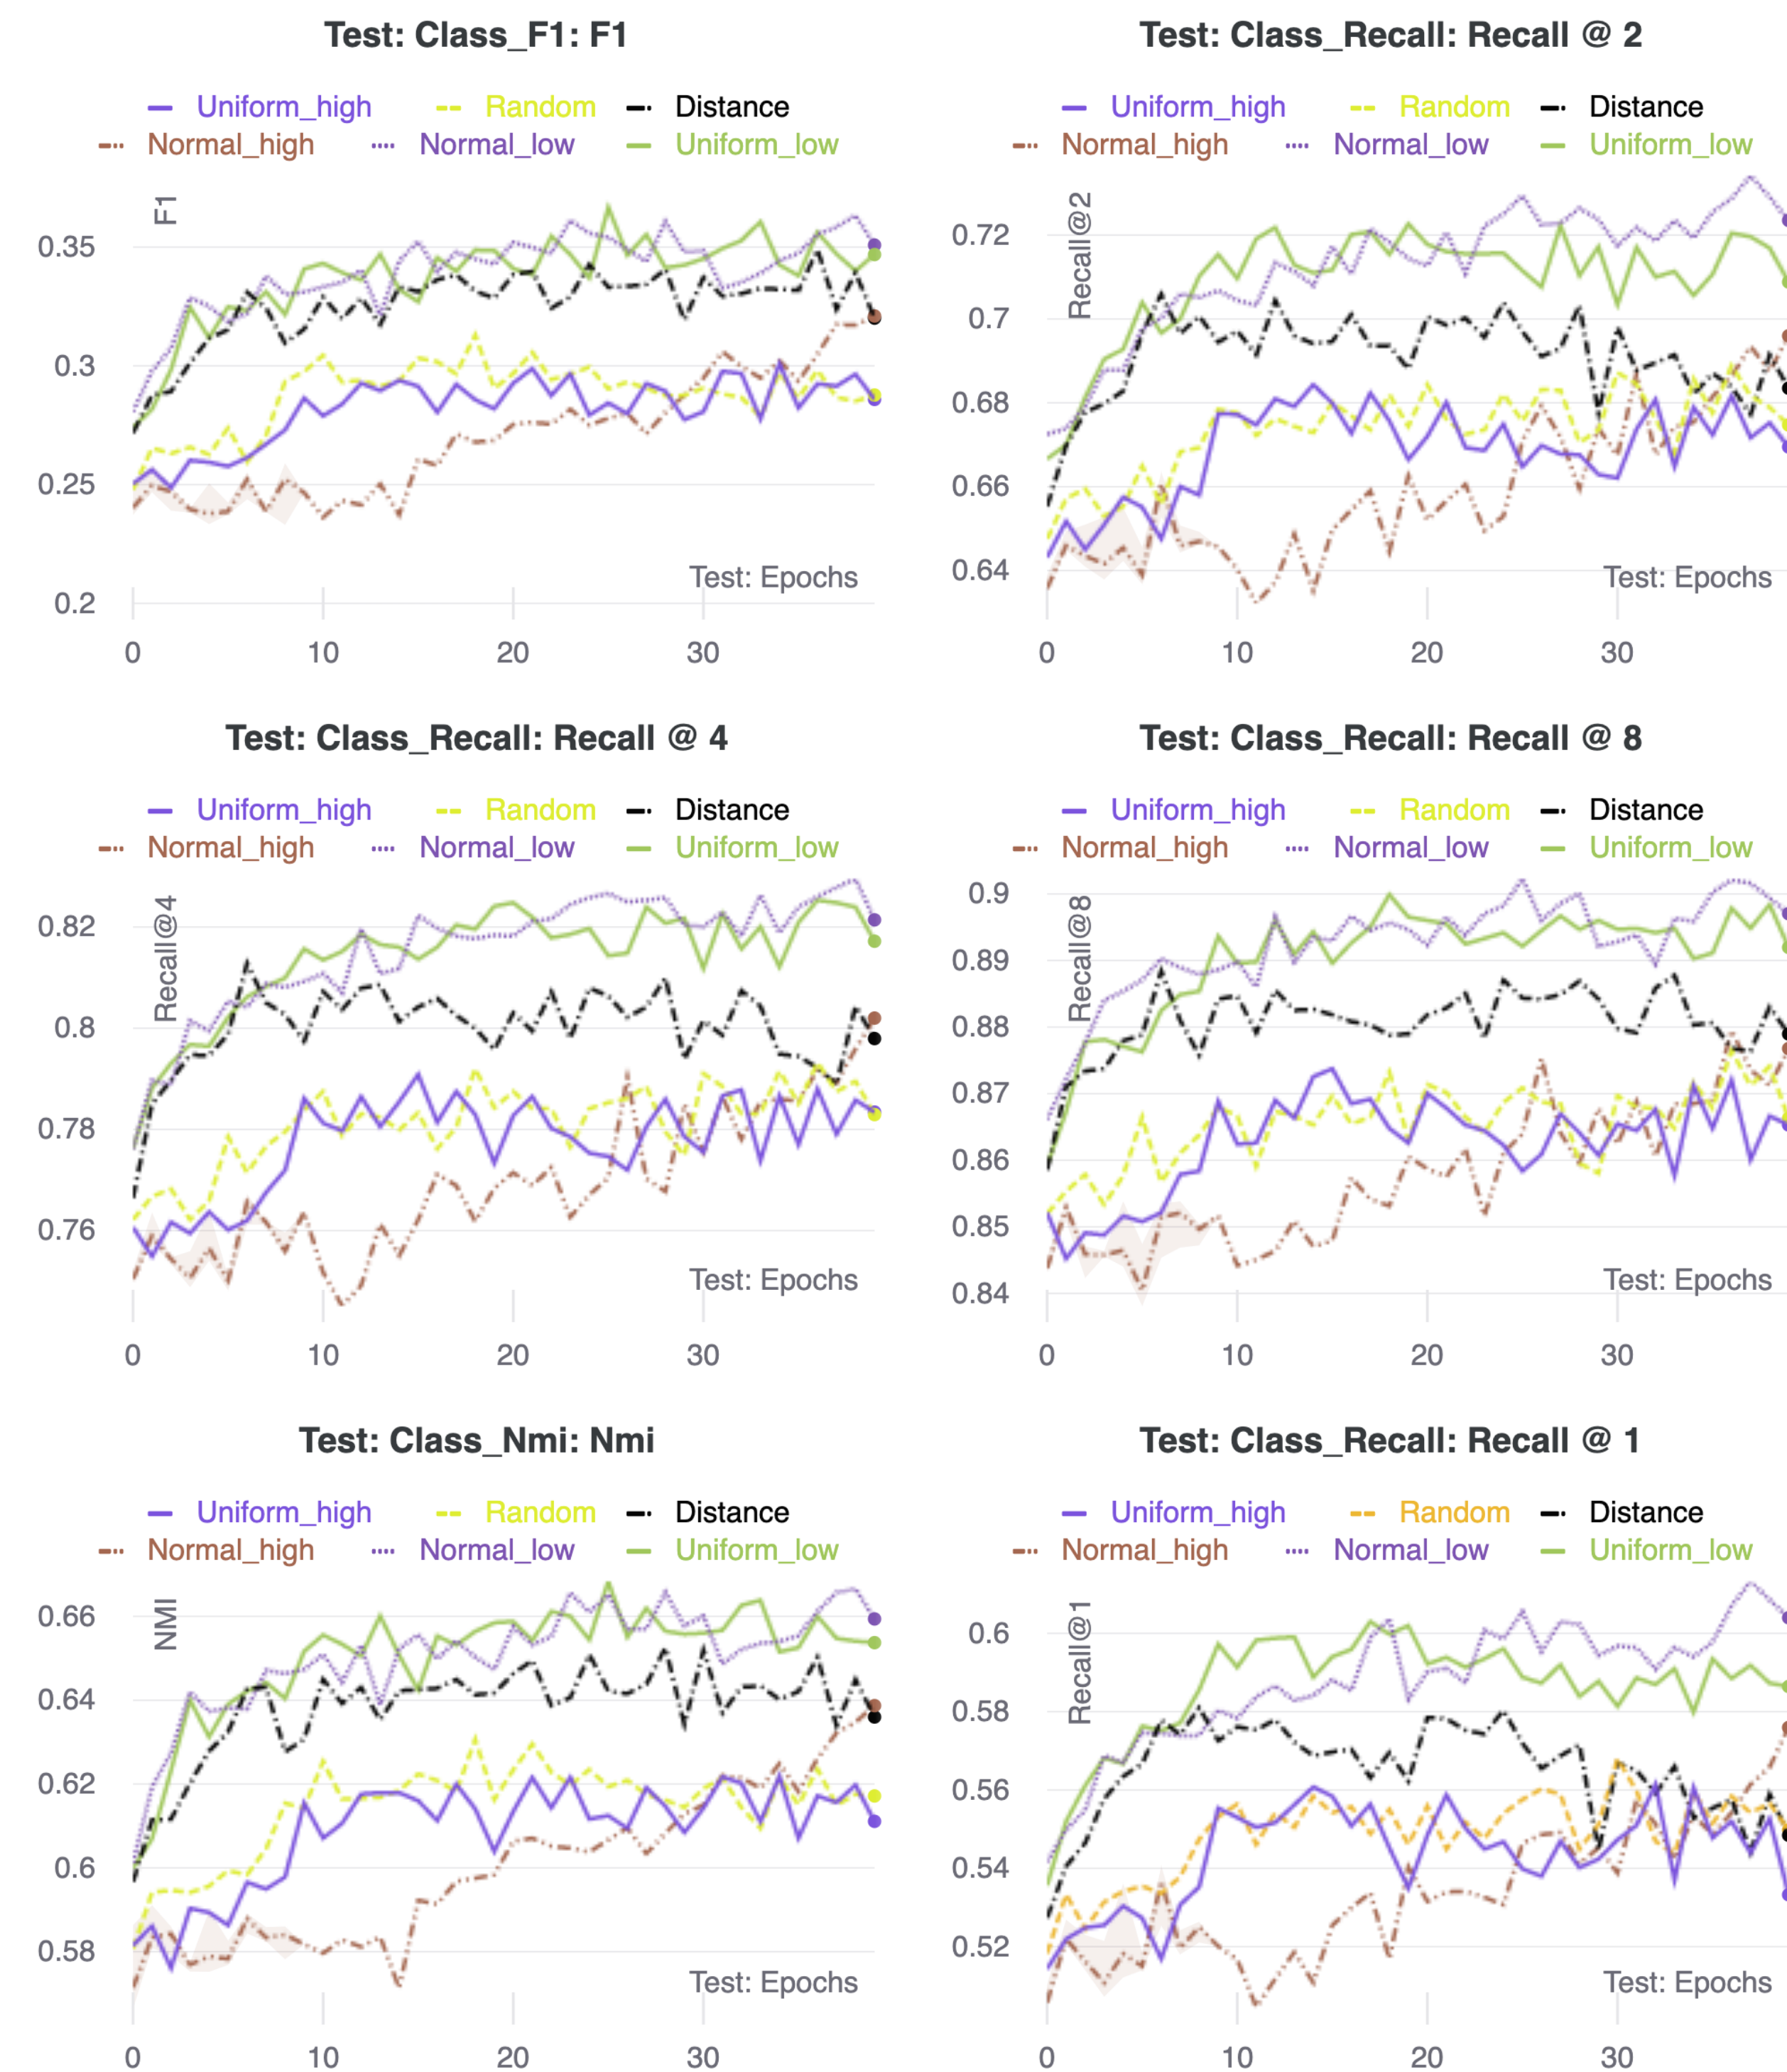 Test: Class_F1: F1
Uniform_high Random Distance
Normal_high Normal_low Uniform_low
F1
0.35
0.3
0.25
0.2
Test: Epochs
0 10 20 30
Test: Class_Recall: Recall @ 2
Uniform_high Random Distance
Normal_high Normal_low Uniform_low
Recall@2
0.72
0.7
0.68
0.66
0.64
Test: Epochs
0 10 20 30
Test: Class_Recall: Recall @ 4
Uniform_high Random Distance
Normal_high Normal_low Uniform_low
Recall@4
0.82
0.8
0.78
0.76
Test: Epochs
0 10 20 30
Test: Class_Recall: Recall @ 8
Uniform_high Random Distance
Normal_high Normal_low Uniform_low
Recall@8
0.9
0.89
0.88
0.87
0.86
0.85
0.84
Test: Epochs
0 10 20 30
Test: Class_Nmi: Nmi
Uniform_high Random Distance
Normal_high Normal_low Uniform_low
NMI
0.66
0.64
0.62
0.6
0.58
Test: Epochs
0 10 20 30
Test: Class_Recall: Recall @ 1
Uniform_high Random Distance
Normal_high Normal_low Uniform_low
Recall@1
0.6
0.58
0.56
0.54
0.52
Test: Epochs
0 10 20 30